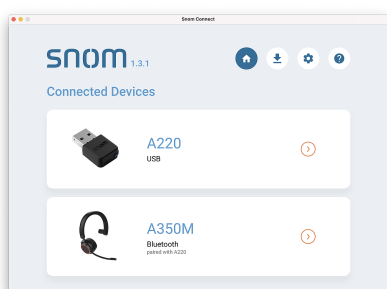 Snom Connect
snom 1.3.1
Connected Devices
A220
USB
A350M
Bluetooth
paired with A220